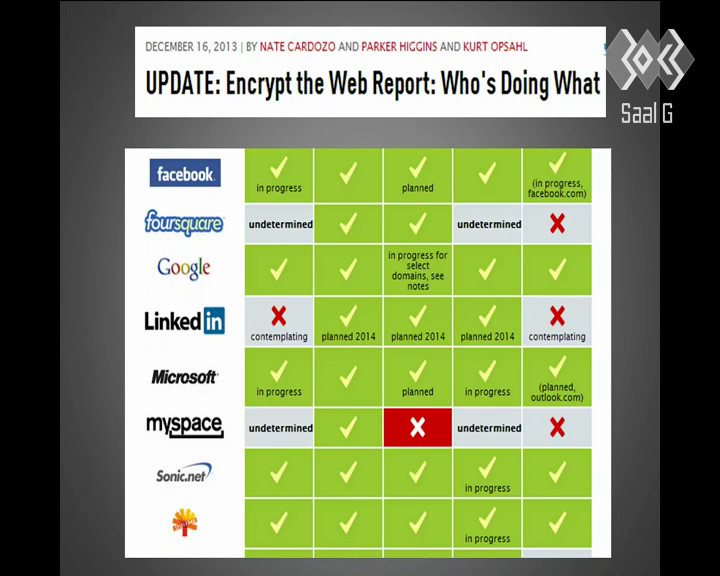 DECEMBER 16, 2013 | BY NATE CARDOZO AND PARKER HIGGINS AND KURT OPSAHL
UPDATE: Encrypt the Web Report: Who's Doing What
Saal G
facebook.
in progress
planned
(in progress,
facebook.com)
foursquare
undetermined
undetermined
Google
in progress for
select
domains, see
notes
Linked in
contemplating
planned 2014
planned 2014
planned 2014
contemplating
Microsoft
in progress
planned
in progress
(planned,
outlook.com)
myspace
undetermined
undetermined
Sonic.net
in progress
in progress